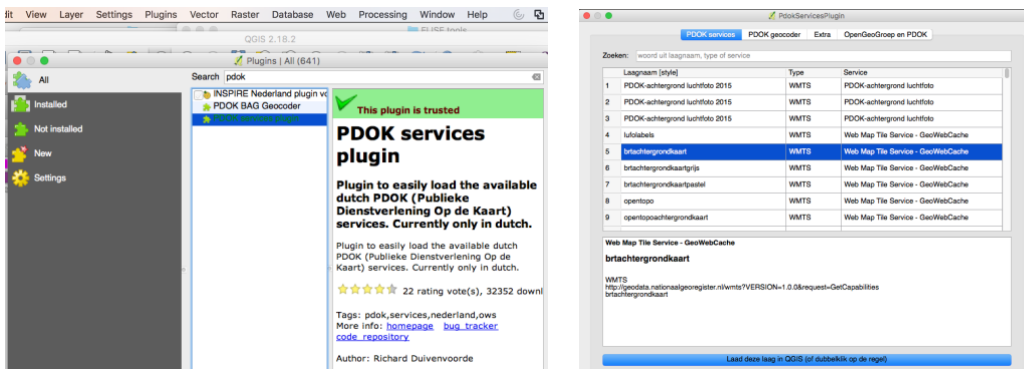 dit View Layer Settings Plugins Vector Raster Database Web Processing Window Help
ELISE tools
QGIS 2.18.2
Plugins | All (641)
All
Installed
Not installed
New
Settings
Search pdok
INSPIRE Nederland plugin vo
PDOK BAG Geocoder
PDOK services plugin
This plugin is trusted
PDOK services
plugin
Plugin to easily load the available
dutch PDOK (Publieke
Dienstverlening Op de Kaart)
services. Currently only in dutch.
Plugin to easily load the available dutch
PDOK (Publieke Dienstverlening Op de
Kaart) services. Currently only in dutch.
22 rating vote(s), 32352 downl
Tags: pdok,services,nederland,ows
More info: homepage bug_tracker
code_repository
Author: Richard Duivenvoorde
PdokServicesPlugin
PDOK services PDOK geocoder Extra OpenGeoGroep en PDOK
Zoeken: woord uit laagnaam, type of service
Laagnaam [style] Type Service
1 PDOK-achtergrond luchtfoto 2015 WMTS PDOK-achtergrond luchtfoto
2 PDOK-achtergrond luchtfoto 2015 WMTS PDOK-achtergrond luchtfoto
3 PDOK-achtergrond luchtfoto 2015 WMTS PDOK-achtergrond luchtfoto
4 lufolabels WMTS Web Map Tile Service - GeoWebCache
5 brtachtergrondkaart WMTS Web Map Tile Service - GeoWebCache
6 brtachtergrondkaartgrijs WMTS Web Map Tile Service - GeoWebCache
7 brtachtergrondkaartpastel WMTS Web Map Tile Service - GeoWebCache
8 opentopo WMTS Web Map Tile Service - GeoWebCache
9 opentopoachtergrondkaart WMTS Web Map Tile Service - GeoWebCache
Web Map Tile Service - GeoWebCache
brtachtergrondkaart
WMTS
http://geodata.nationaalgeoregister.nl/wmts?VERSION=1.0.0&request=GetCapabilities
brtachtergrondkaart
Laad deze laag in QGIS (of dubbelklik op de regel)